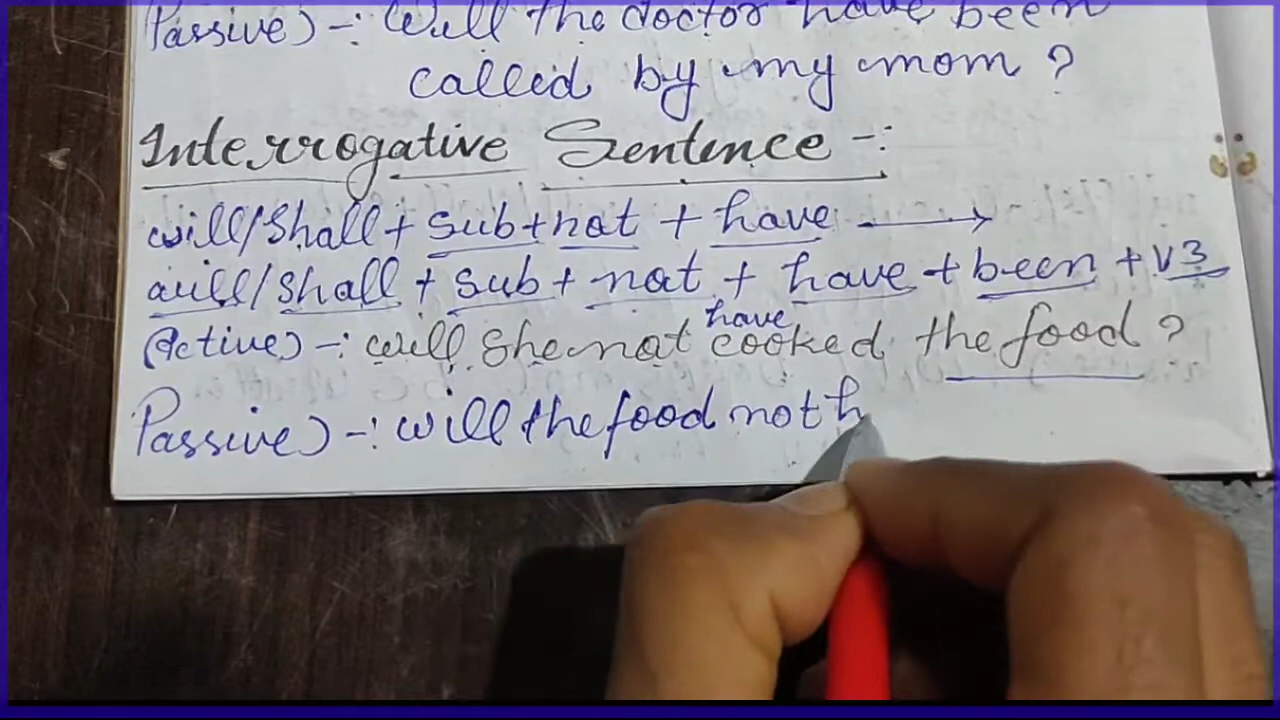 Passive) -: Will the doctor have been
called by my mom ?
Interrogative Sentence -:
will/Shall + sub + not + have →
will/shall + sub + not + have + been + V3
(Active) -: will She not have cooked the food ?
Passive) -: will the food not h